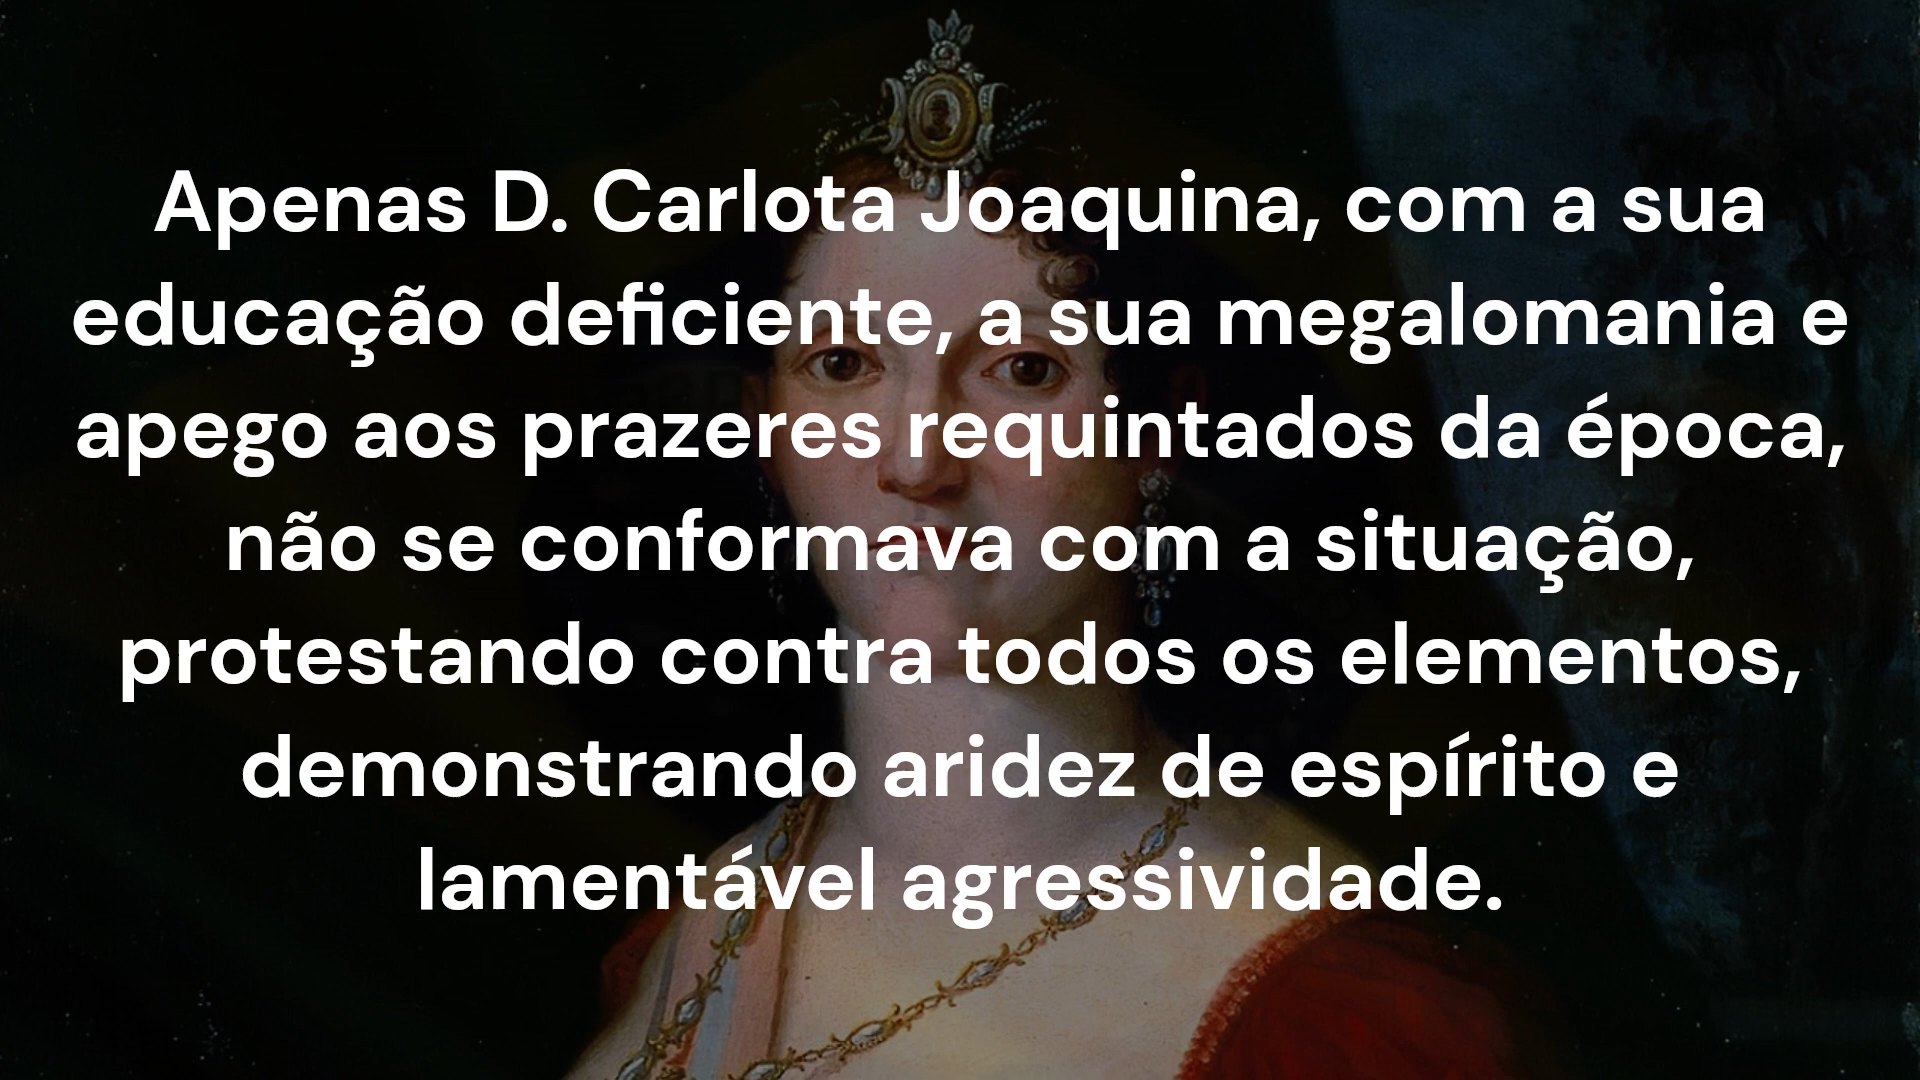 Apenas D. Carlota Joaquina, com a sua
educação deficiente, a sua megalomania e
apego aos prazeres requintados da época,
não se conformava com a situação,
protestando contra todos os elementos,
demonstrando aridez de espírito e
lamentável agressividade.